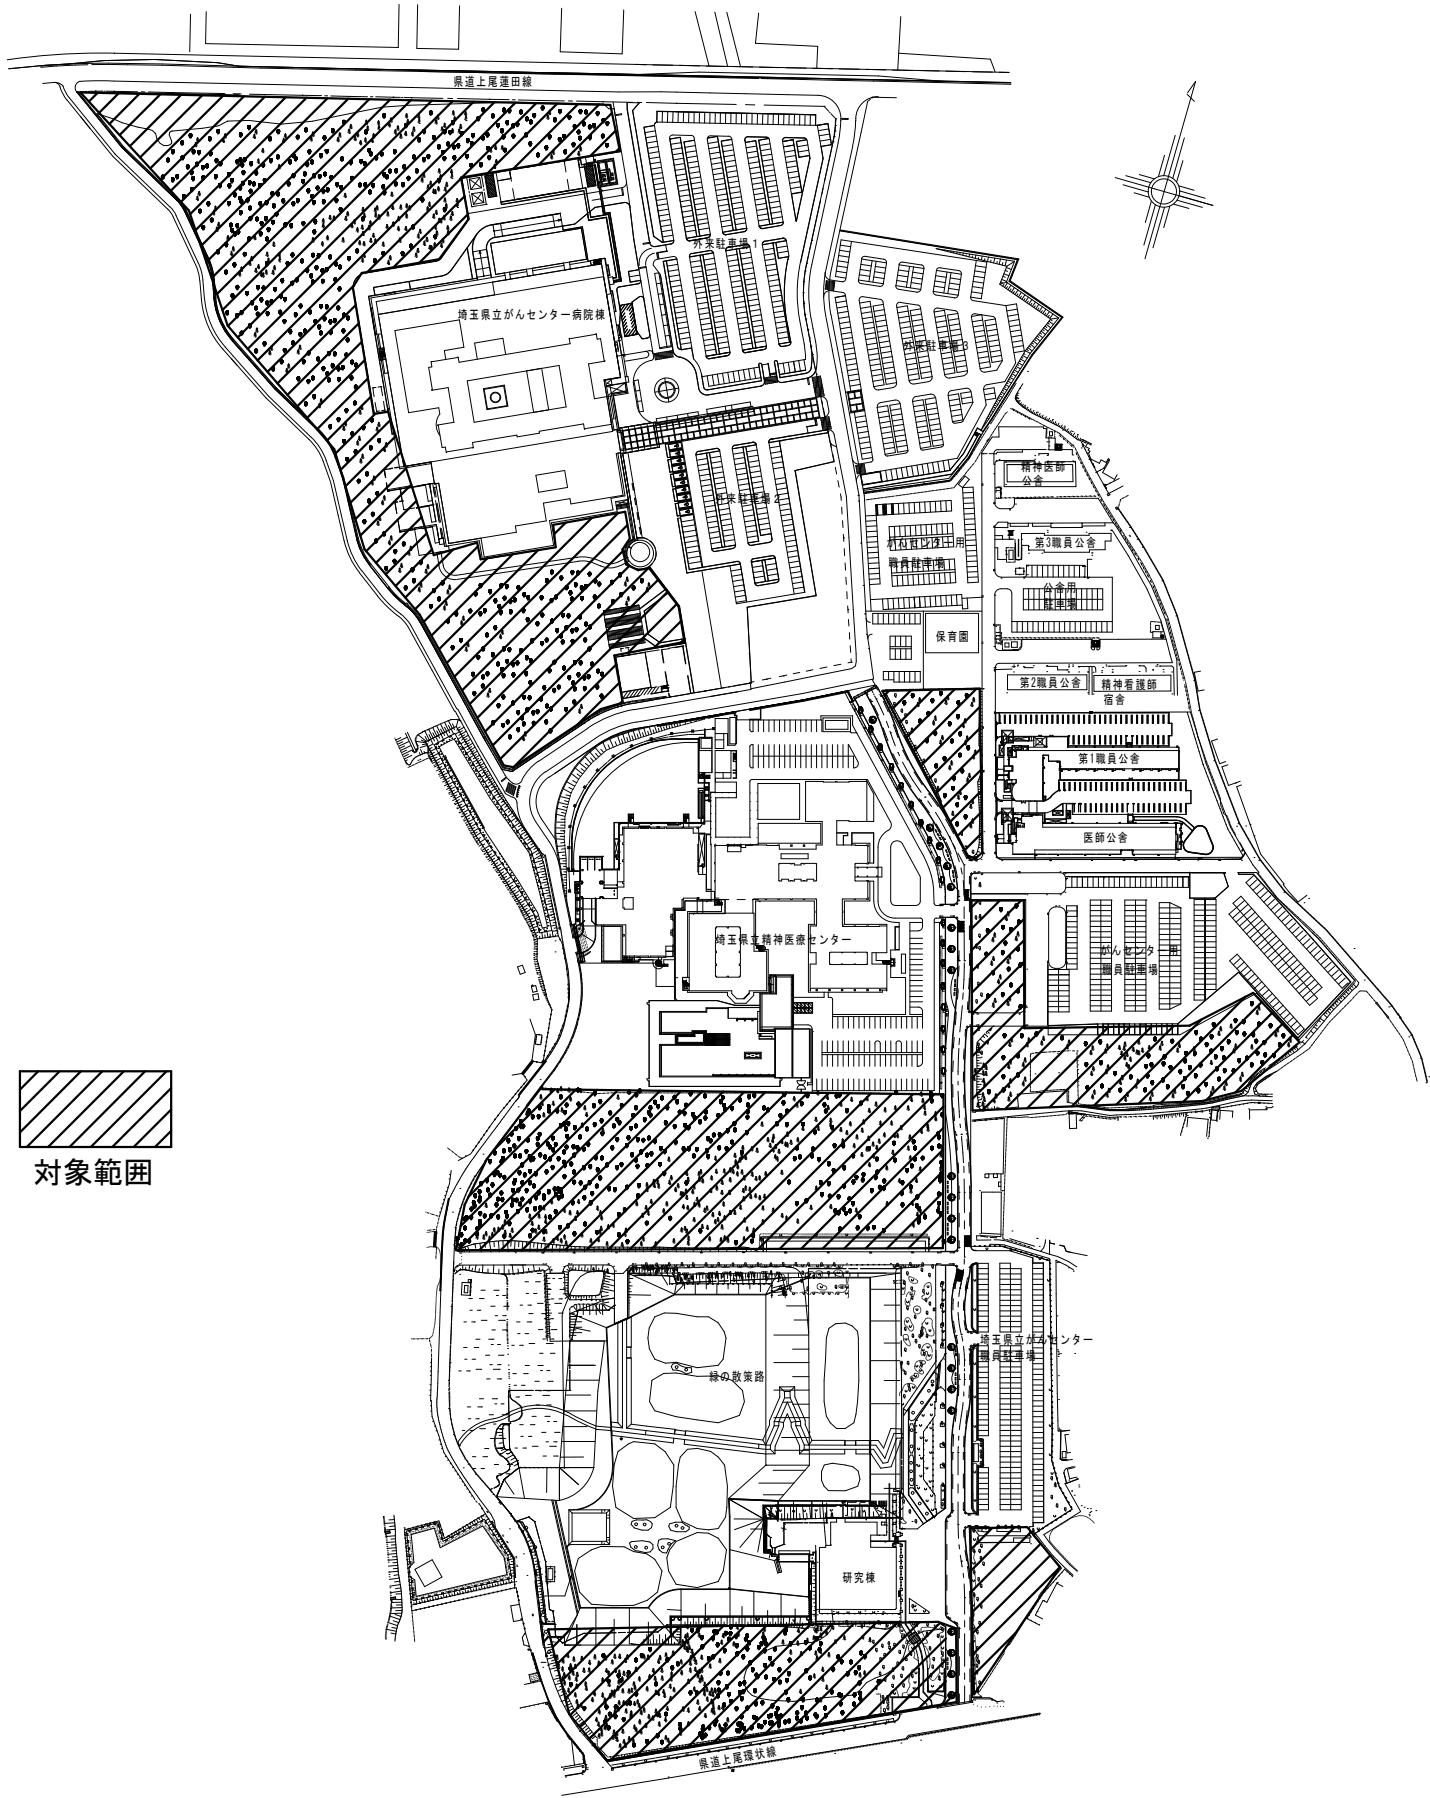 県道上尾蓮田線
外来駐車場1
埼玉県立がんセンター病院棟
外来駐車場3
精神医師
公舎
外来駐車場2
がんセンター用
職員駐車場
第3職員公舎
公舎用
駐車場
保育園
第2職員公舎
精神看護師
宿舎
第1職員公舎
医師公舎
埼玉県立精神医療センター
がんセンター用
職員駐車場
対象範囲
埼玉県立がんセンター
職員駐車場
緑の散策路
研究棟
県道上尾環状線